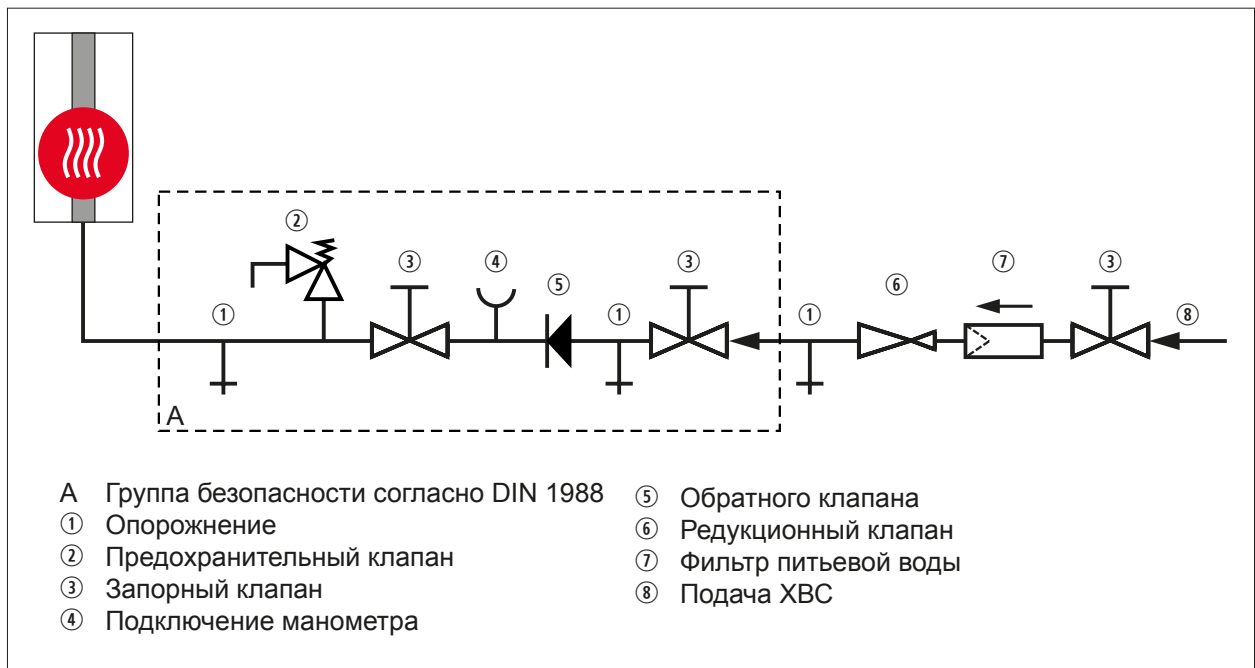 ②
③
④
⑤
③
⑥
⑦
③
①
①
①
⑧
A
A Группа безопасности согласно DIN 1988
① Опорожнение
② Предохранительный клапан
③ Запорный клапан
④ Подключение манометра
⑤ Обратного клапана
⑥ Редукционный клапан
⑦ Фильтр питьевой воды
⑧ Подача ХВС